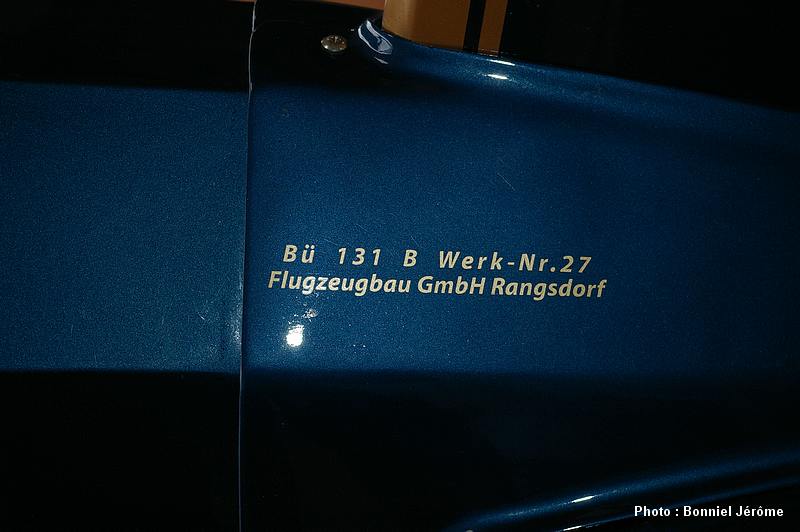 Bü 131 B Werk-Nr.27
Flugzeugbau GmbH Rangsdorf
Photo : Bonniel Jérôme